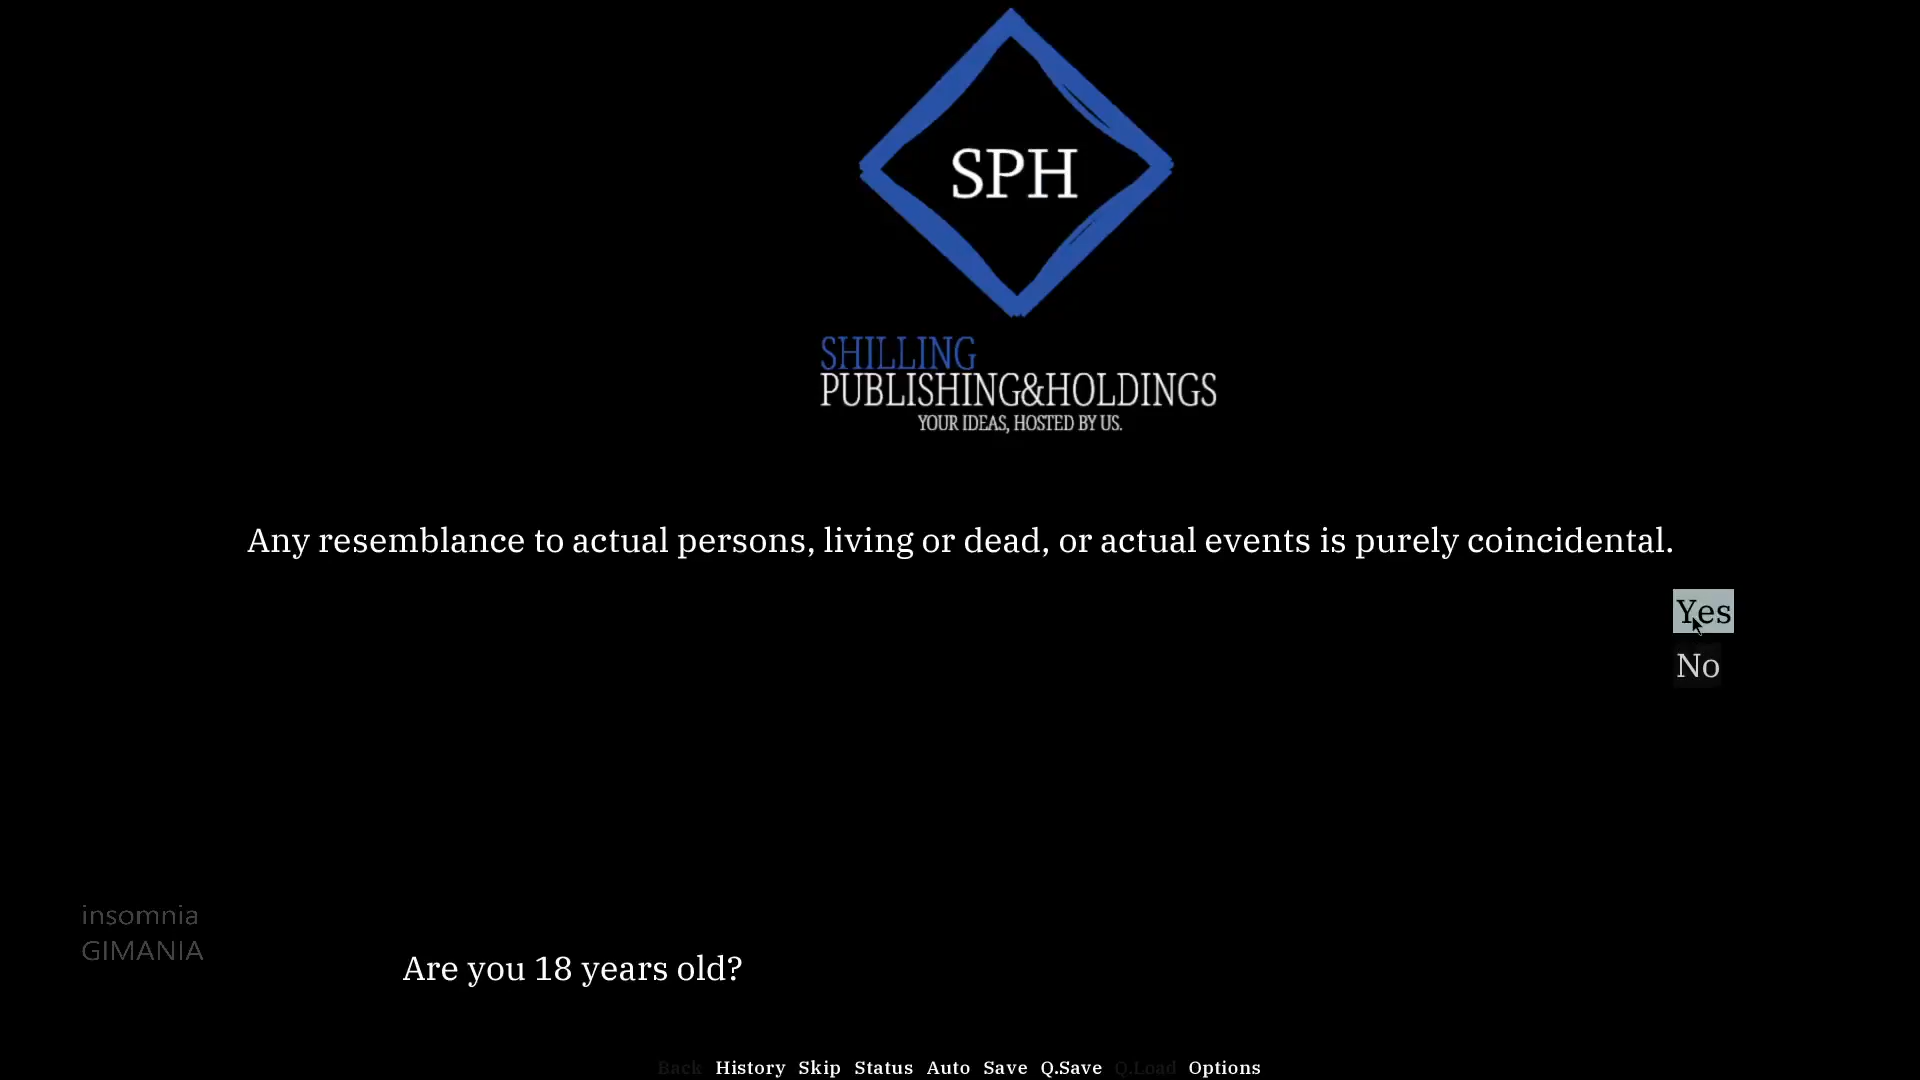 SPH
SHILLING
PUBLISHING&HOLDINGS
YOUR IDEAS, HOSTED BY US.
Any resemblance to actual persons, living or dead, or actual events is purely coincidental.
Yes
No
insomnia
GIMANIA
Are you 18 years old?
Back History Skip Status Auto Save Q.Save Q.Load Options